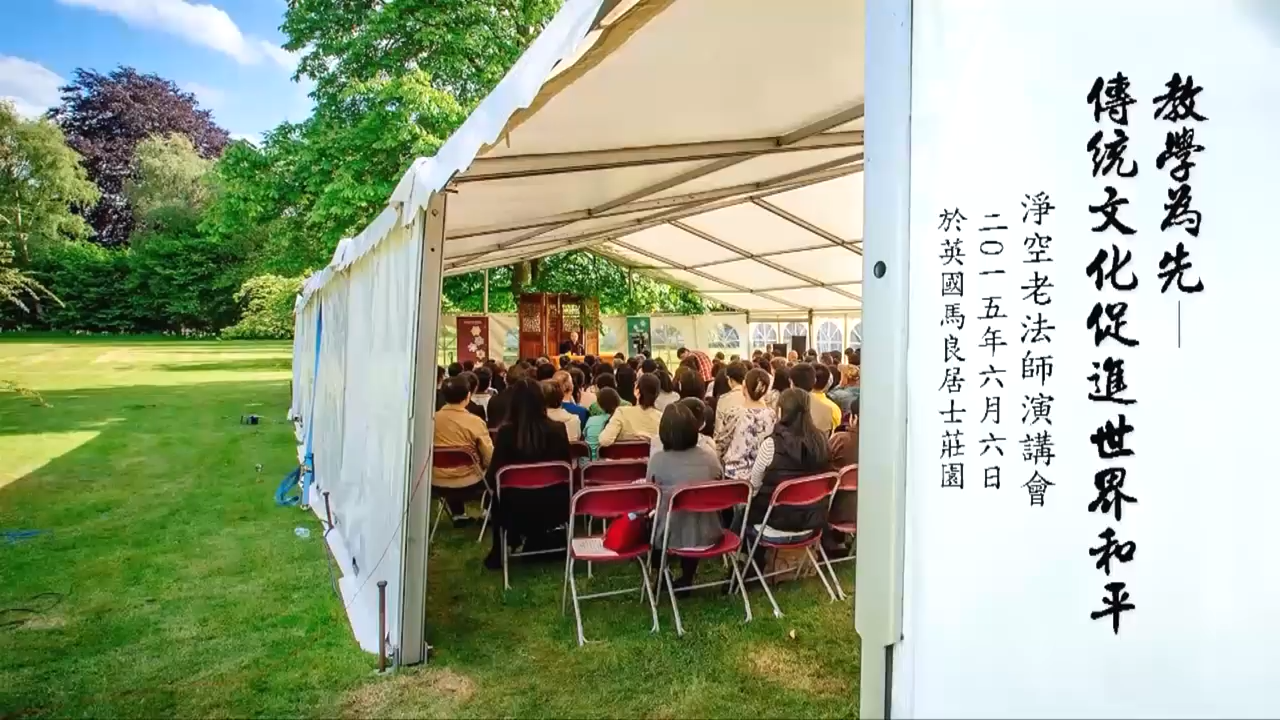 教學為先——
傳統文化促進世界和平
淨空老法師演講會
二〇一五年六月六日
於英國馬良居士莊園